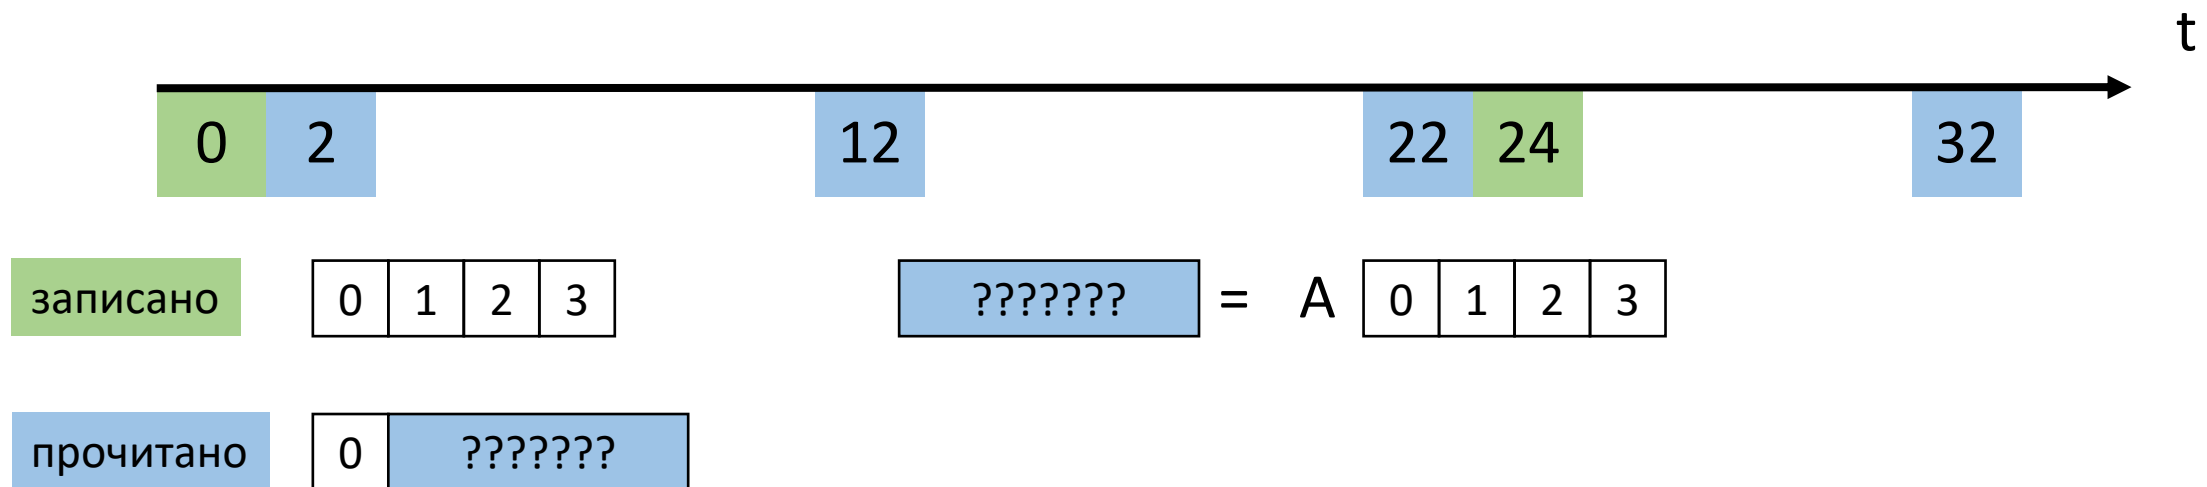 t
0 2 12 22 24 32
записано 0 1 2 3 ??????? = A 0 1 2 3
прочитано 0 ???????